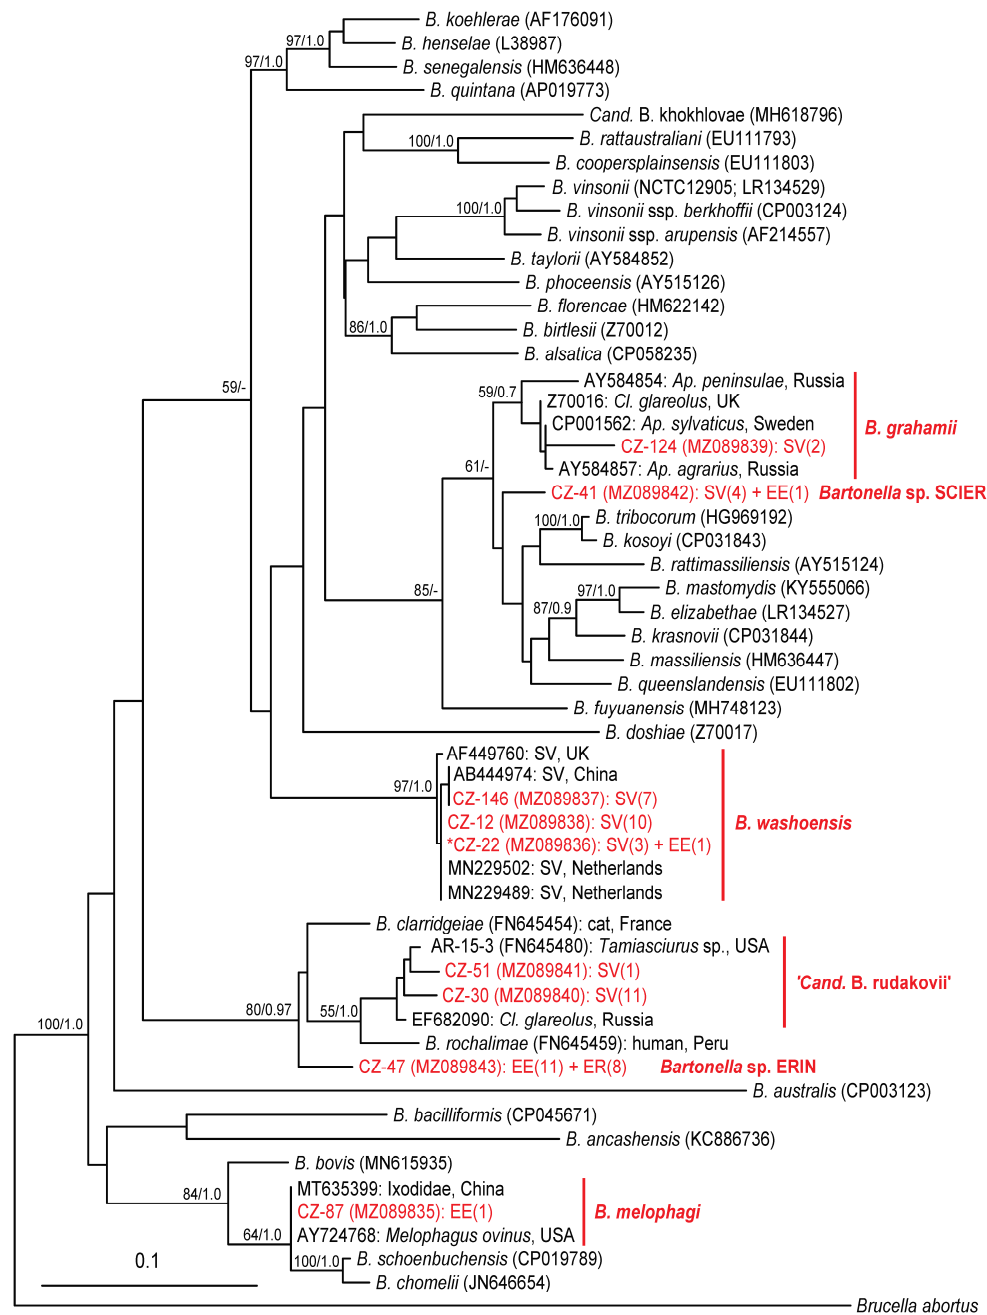 B. koehlerae (AF176091)
97/1.0
B. henselae (L38987)
97/1.0
B. senegalensis (HM636448)
B. quintana (AP019773)
Cand. B. khokhlovae (MH618796)
100/1.0
B. rattaustraliani (EU111793)
B. coopersplainsensis (EU111803)
B. vinsonii (NCTC12905; LR134529)
100/1.0
B. vinsonii ssp. berkhoffii (CP003124)
B. vinsonii ssp. arupensis (AF214557)
B. taylorii (AY584852)
B. phoceensis (AY515126)
B. florencae (HM622142)
86/1.0
B. birtlesii (Z70012)
B. alsatica (CP058235)
59/-
59/0.7
AY584854: Ap. peninsulae, Russia
Z70016: Cl. glareolus, UK
CP001562: Ap. sylvaticus, Sweden
B. grahamii
CZ-124 (MZ089839): SV(2)
61/-
AY584857: Ap. agrarius, Russia
CZ-41 (MZ089842): SV(4) + EE(1) Bartonella sp. SCIER
100/1.0
B. tribocorum (HG969192)
B. kosoyi (CP031843)
B. rattimassiliensis (AY515124)
85/-
97/1.0
B. mastomydis (KY555066)
87/0.9
B. elizabethae (LR134527)
B. krasnovii (CP031844)
B. massiliensis (HM636447)
B. queenslandensis (EU111802)
B. fuyuanensis (MH748123)
B. doshiae (Z70017)
AF449760: SV, UK
97/1.0
AB444974: SV, China
CZ-146 (MZ089837): SV(7)
CZ-12 (MZ089838): SV(10)
B. washoensis
*CZ-22 (MZ089836): SV(3) + EE(1)
MN229502: SV, Netherlands
MN229489: SV, Netherlands
B. clarridgeiae (FN645454): cat, France
AR-15-3 (FN645480): Tamiasciurus sp., USA
CZ-51 (MZ089841): SV(1)
'Cand. B. rudakovii'
CZ-30 (MZ089840): SV(11)
80/0.97
55/1.0
EF682090: Cl. glareolus, Russia
100/1.0
B. rochalimae (FN645459): human, Peru
CZ-47 (MZ089843): EE(11) + ER(8) Bartonella sp. ERIN
B. australis (CP003123)
B. bacilliformis (CP045671)
B. ancashensis (KC886736)
B. bovis (MN615935)
84/1.0
MT635399: Ixodidae, China
CZ-87 (MZ089835): EE(1)
B. melophagi
64/1.0
AY724768: Melophagus ovinus, USA
100/1.0
B. schoenbuchensis (CP019789)
0.1
B. chomelii (JN646654)
Brucella abortus